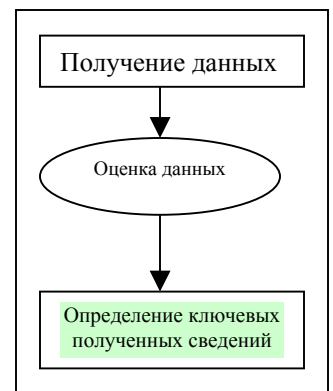 Получение данных
Оценка данных
Определение ключевых
полученных сведений